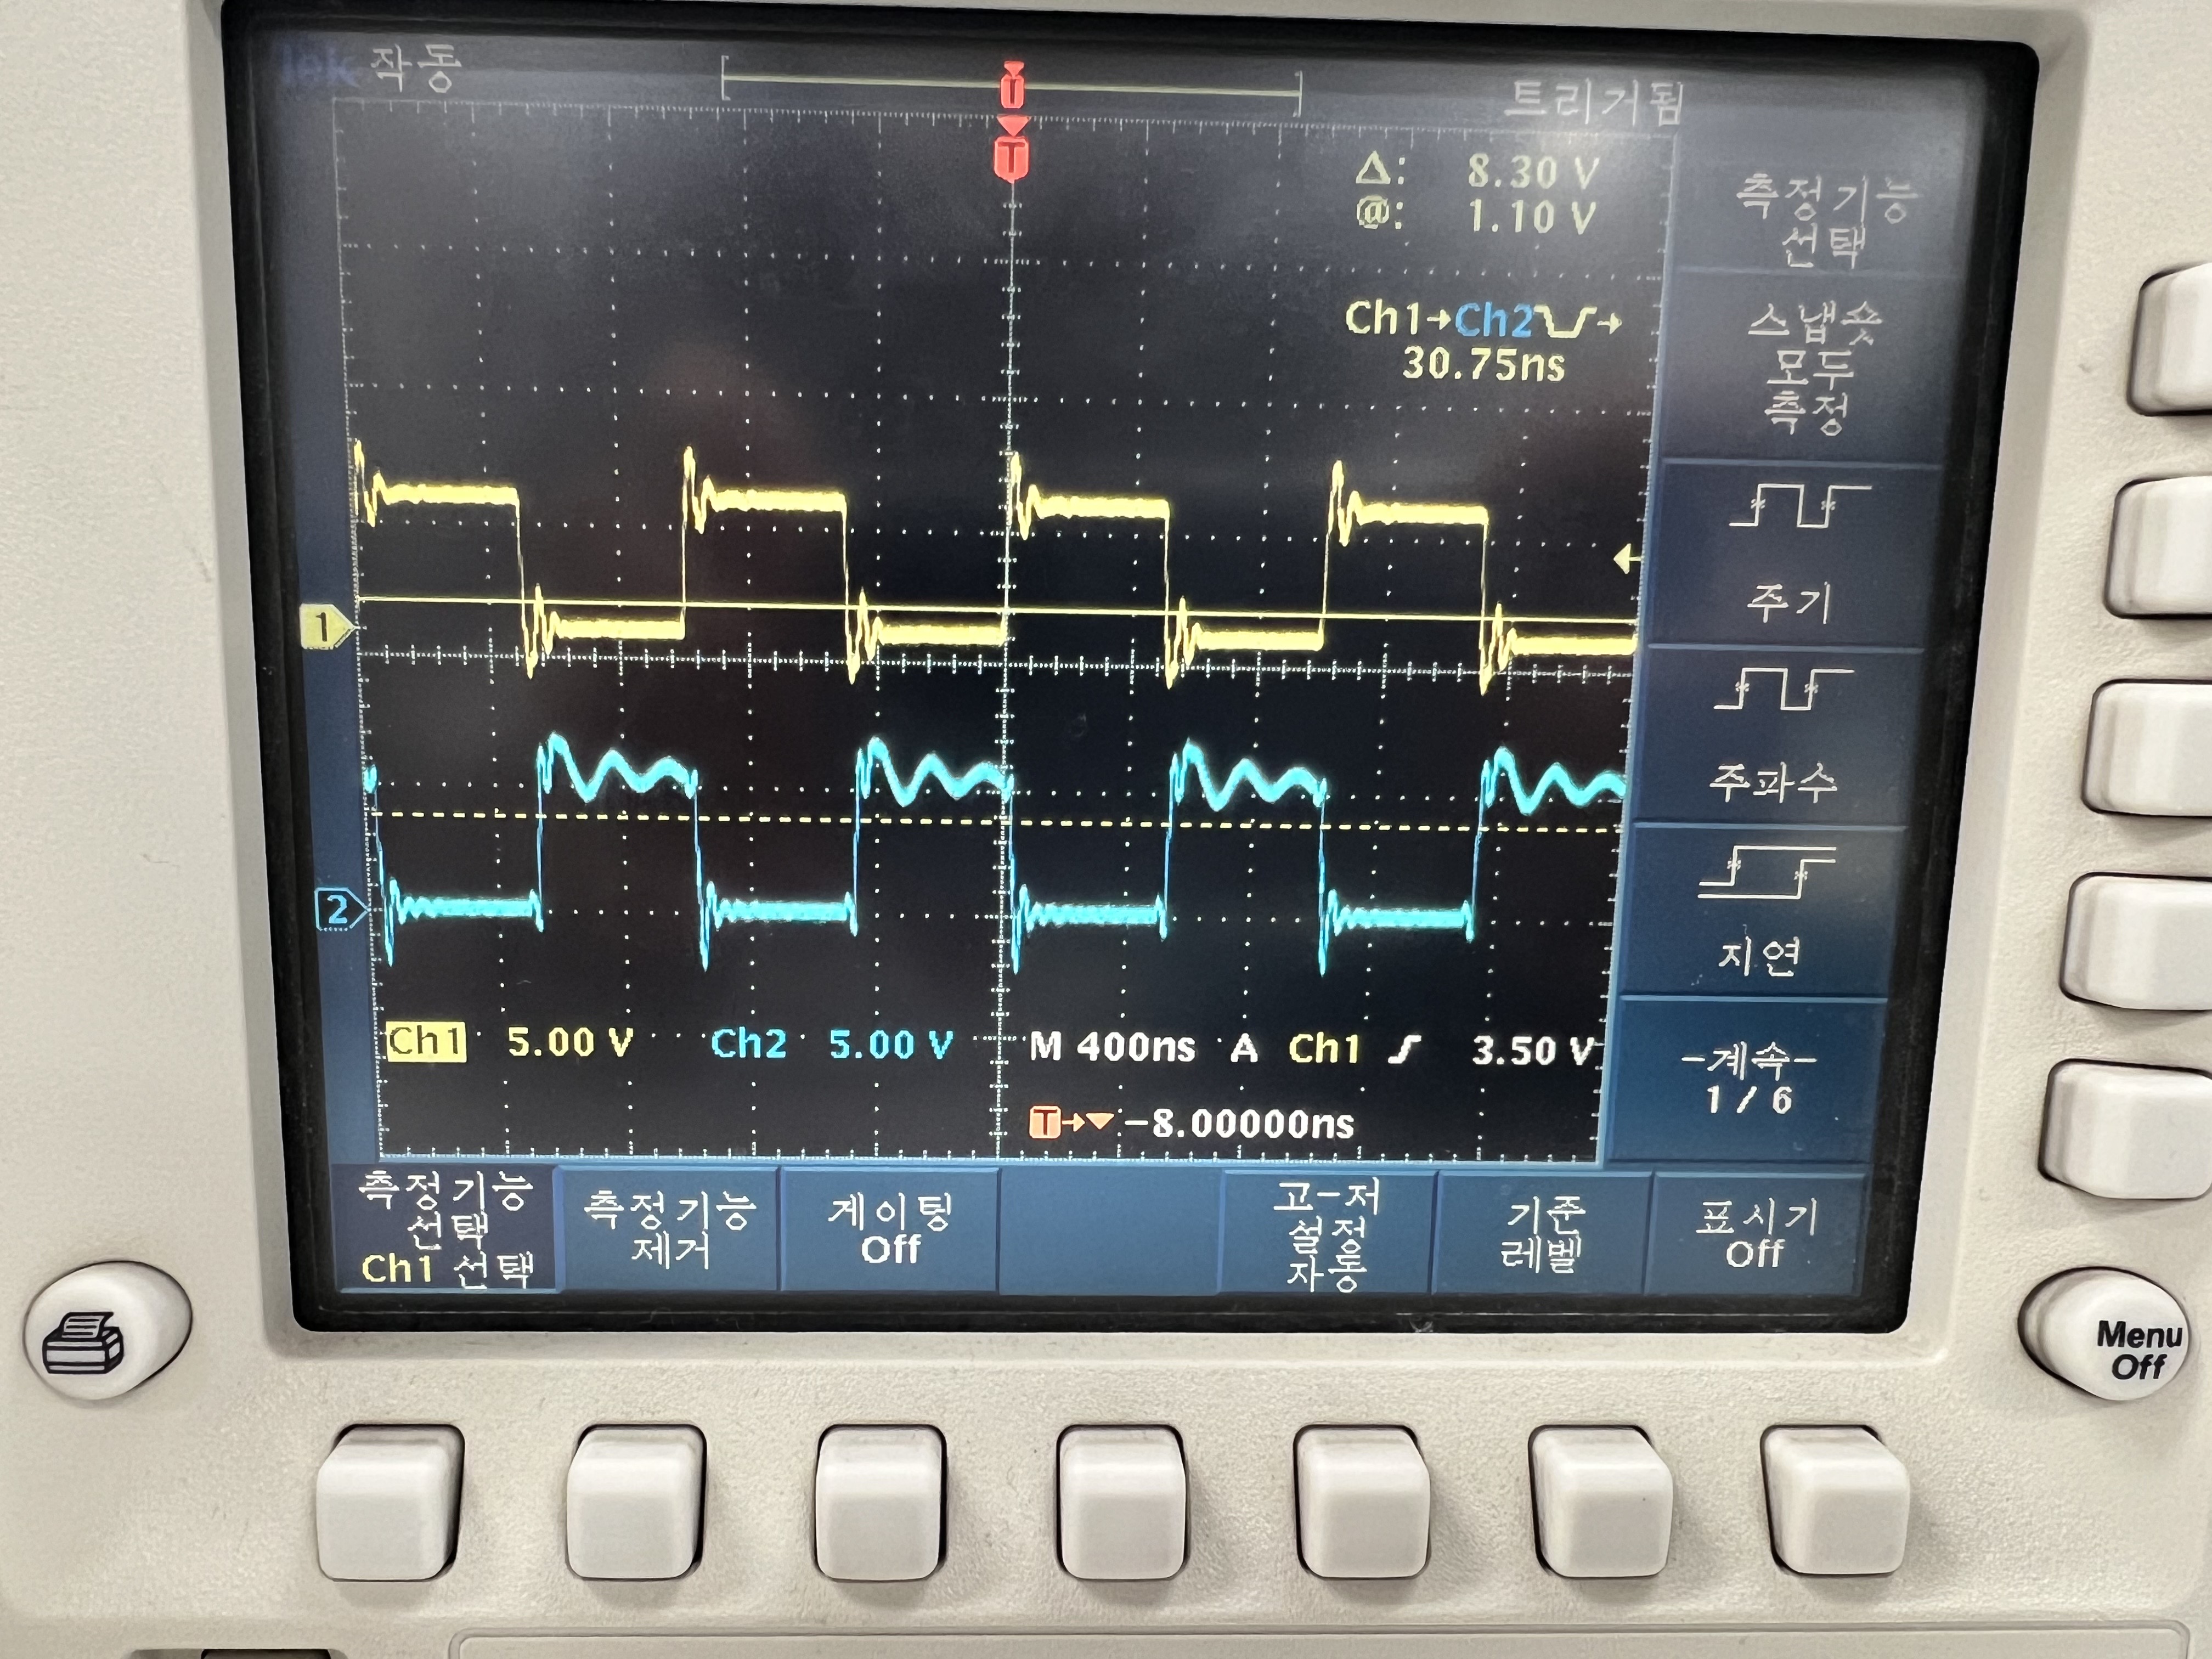 Tek 작동
트리거됨
T
T
Δ: 8.30 V
@: 1.10 V
Ch1→Ch2
30.75ns
1
2
Ch1 5.00 V Ch2 5.00 V M 400ns A Ch1 3.50 V
T→▼ -8.00000ns
측정기능
선택
스냅숏
모두
측정
주기
주파수
지연
-계속-
1 / 6
측정기능
선택
Ch1 선택
측정기능
제거
게이팅
Off
고-저
설정
자동
기준
레벨
표시기
Off
Menu
Off